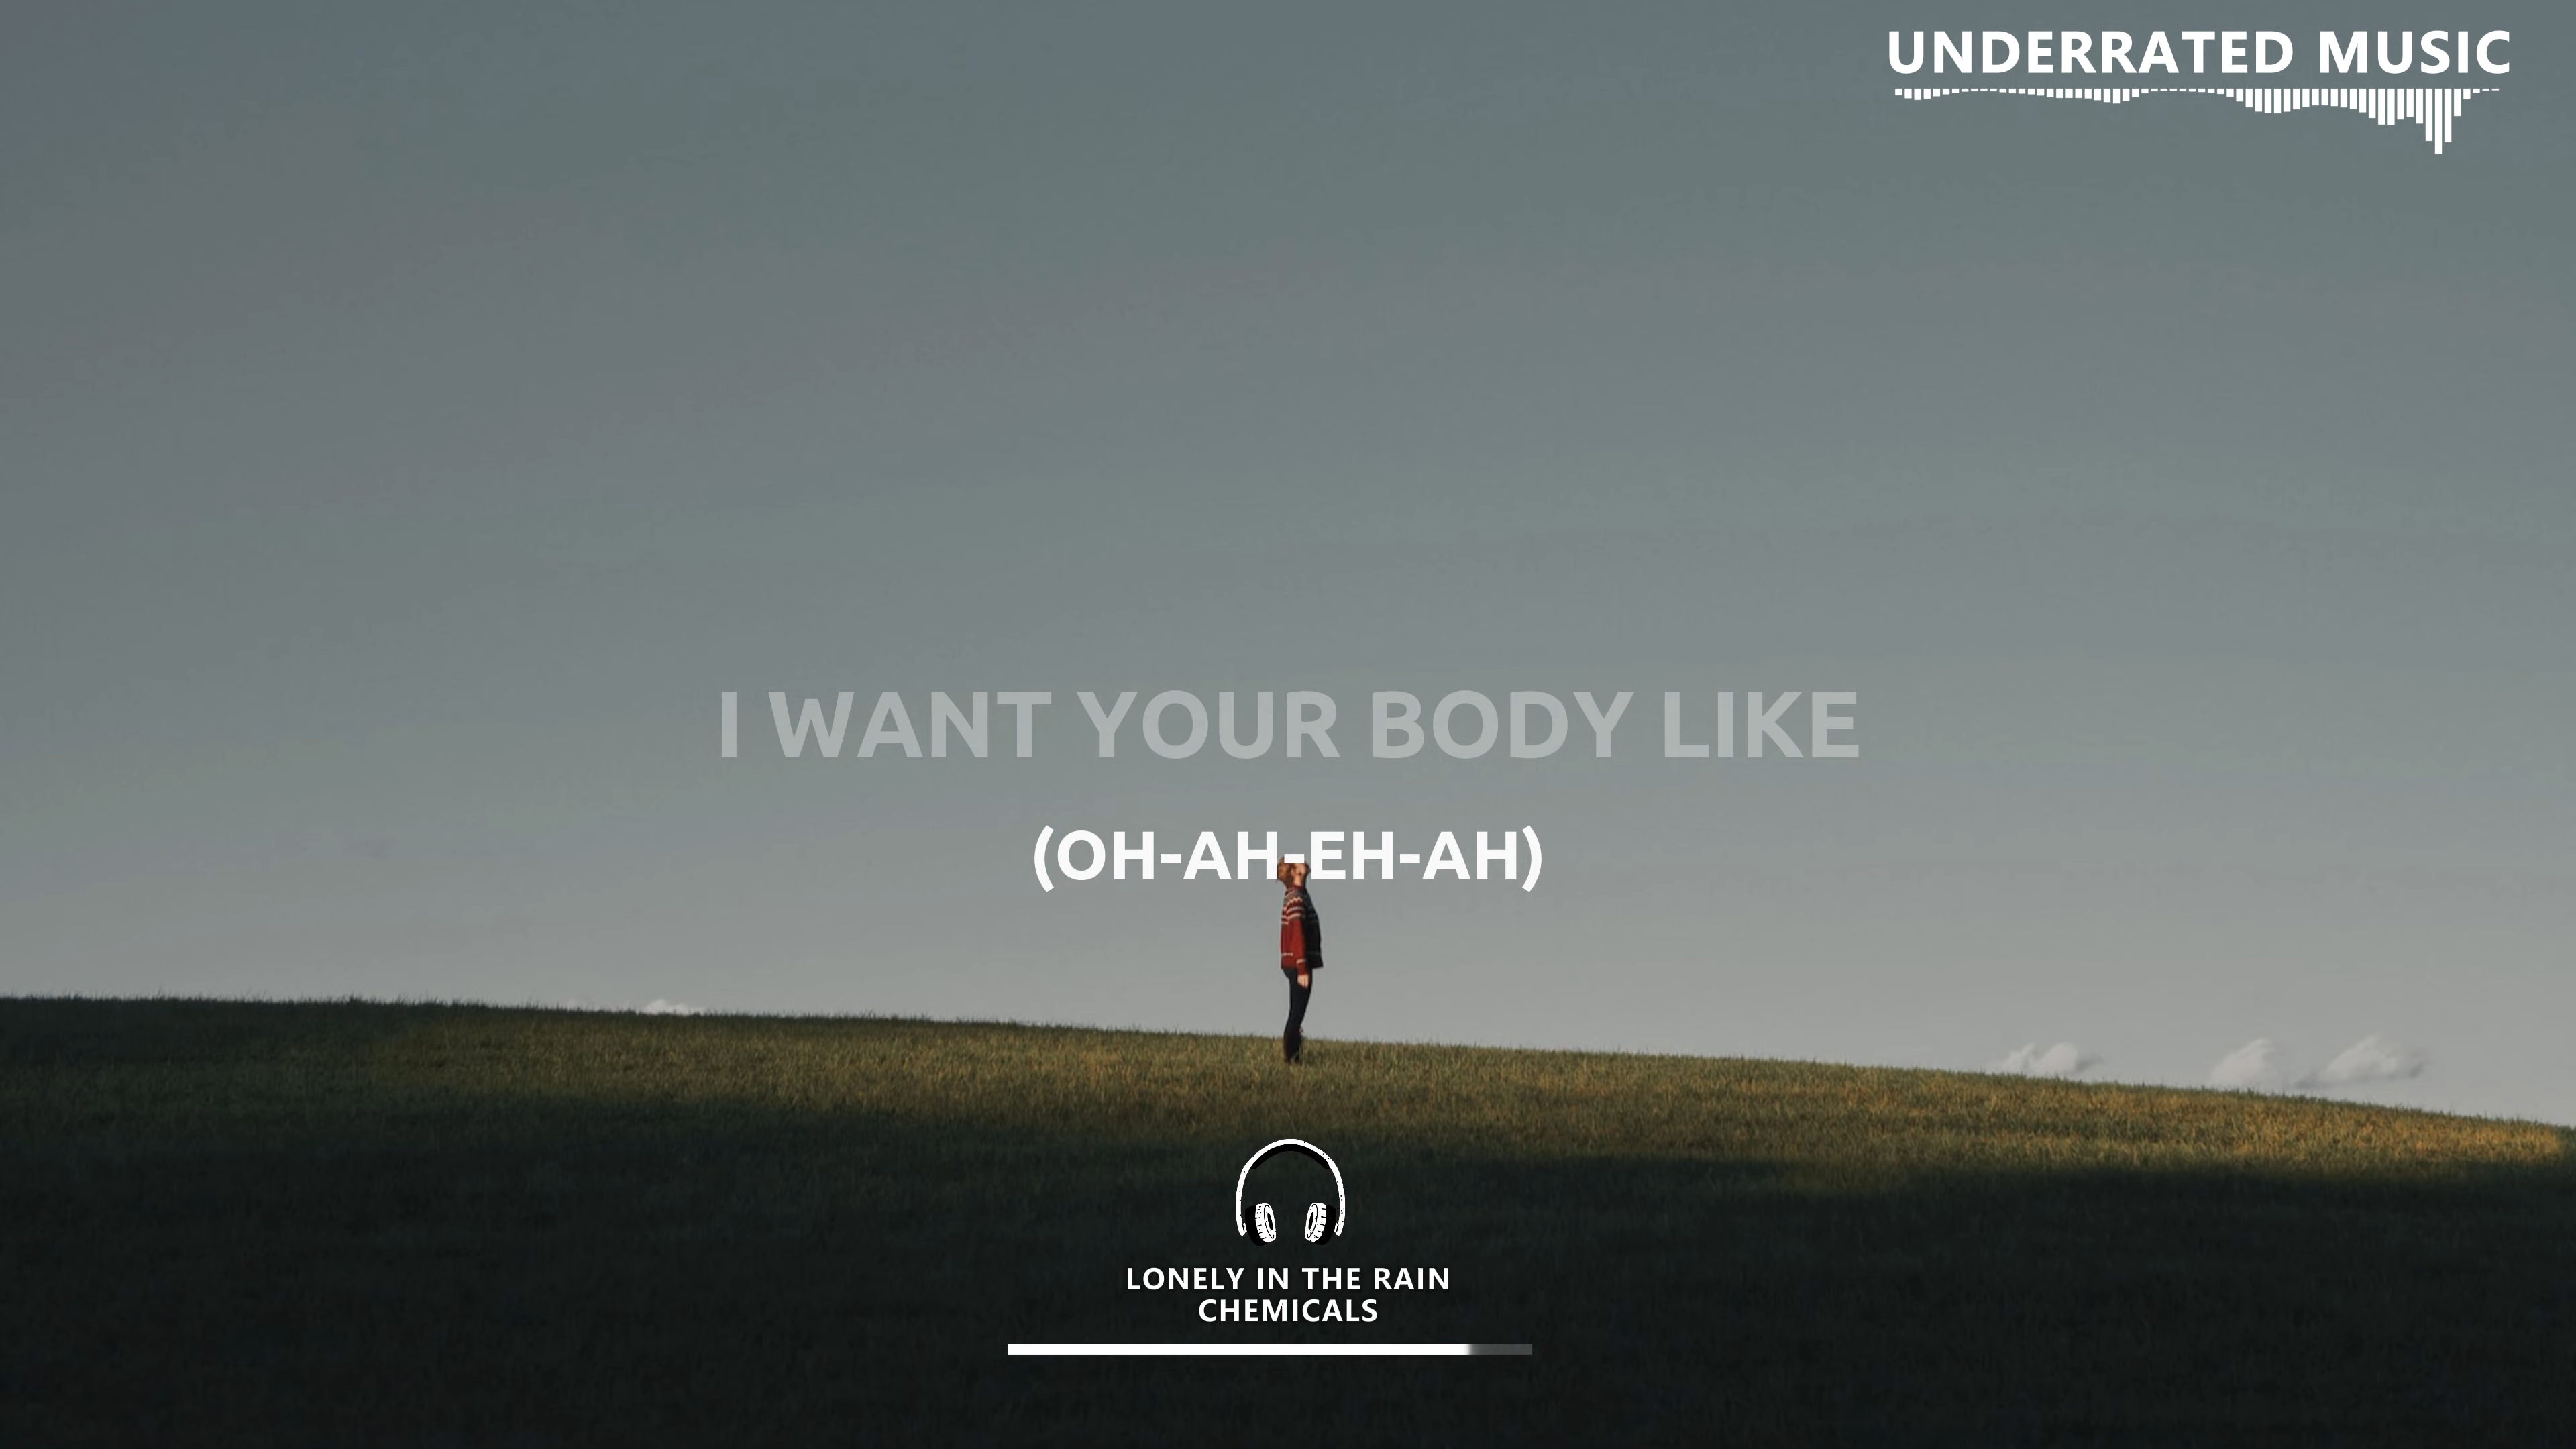 UNDERRATED MUSIC
I WANT YOUR BODY LIKE
(OH-AH-EH-AH)
LONELY IN THE RAIN
CHEMICALS